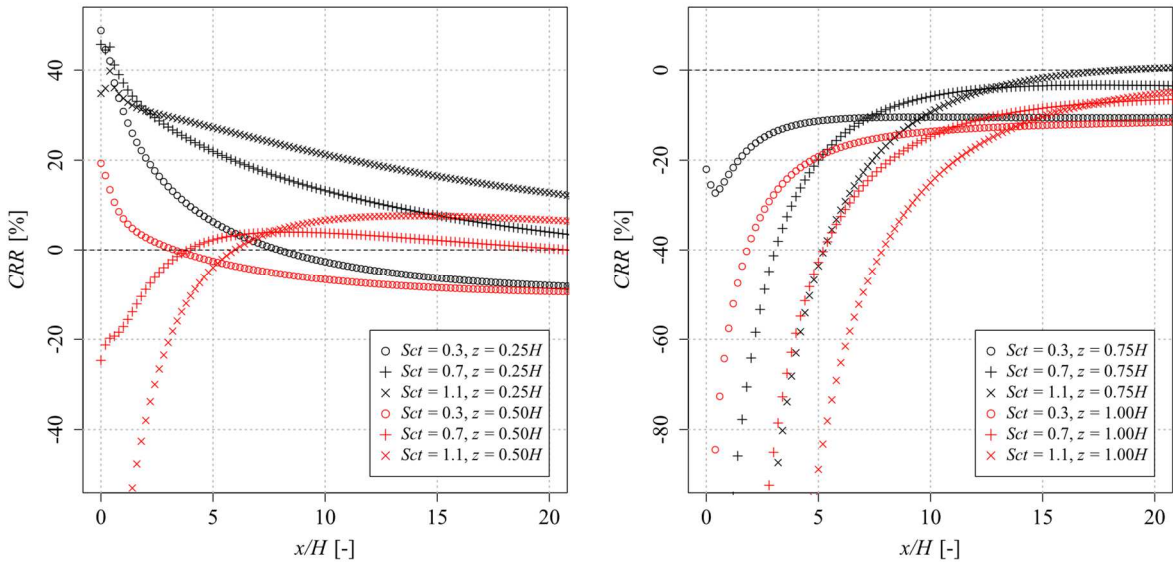 40
20
0
-20
-40
CRR [%]
0
5
10
15
20
x/H [-]
Sct = 0.3, z = 0.25H
Sct = 0.7, z = 0.25H
Sct = 1.1, z = 0.25H
Sct = 0.3, z = 0.50H
Sct = 0.7, z = 0.50H
Sct = 1.1, z = 0.50H
0
-20
-40
-60
-80
CRR [%]
0
5
10
15
20
x/H [-]
Sct = 0.3, z = 0.75H
Sct = 0.7, z = 0.75H
Sct = 1.1, z = 0.75H
Sct = 0.3, z = 1.00H
Sct = 0.7, z = 1.00H
Sct = 1.1, z = 1.00H